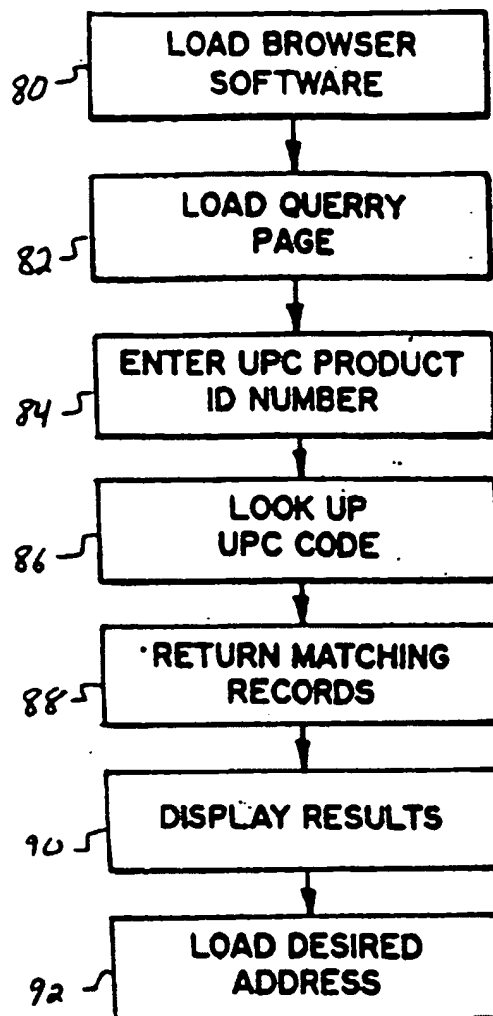 80
LOAD BROWSER
SOFTWARE
82
LOAD QUERRY
PAGE
84
ENTER UPC PRODUCT
ID NUMBER
86
LOOK UP
UPC CODE
88
RETURN MATCHING
RECORDS
90
DISPLAY RESULTS
92
LOAD DESIRED
ADDRESS